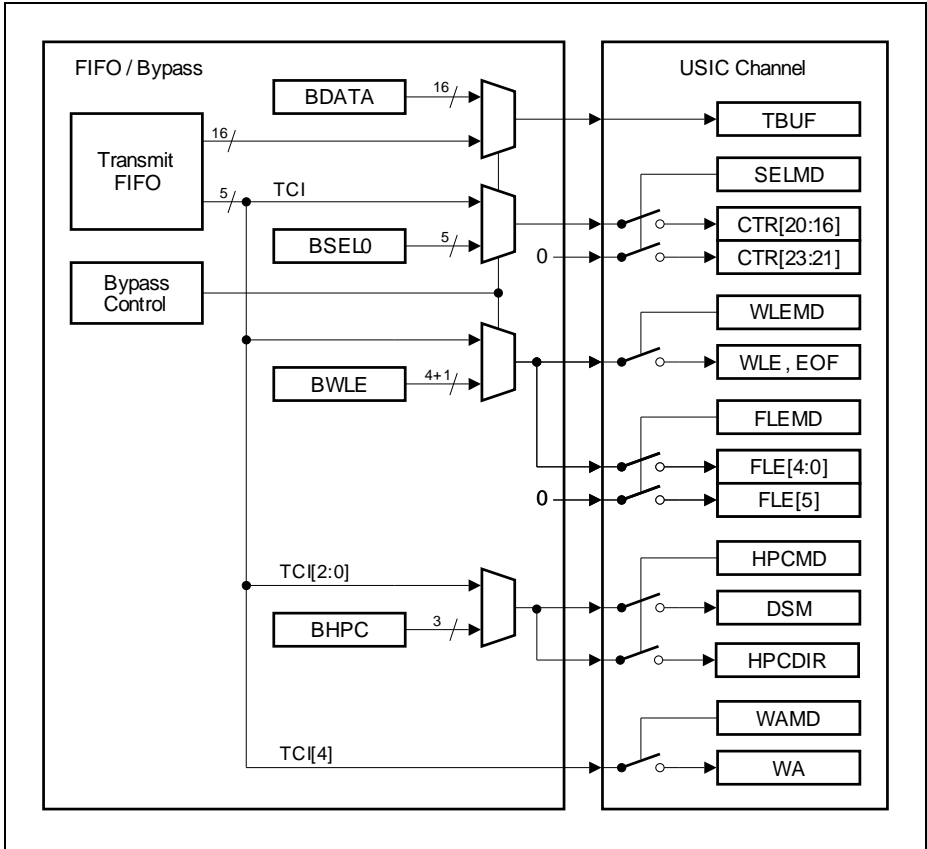 FIFO / Bypass
USIC Channel
BDATA
16
TBUF
Transmit
FIFO
16
5
TCI
SELMD
BSEL0
5
CTR[20:16]
0
CTR[23:21]
Bypass
Control
WLEMD
BWLE
4+1
WLE , EOF
FLEMD
FLE[4:0]
0
FLE[5]
HPCMD
TCI[2:0]
BHPC
3
DSM
HPCDIR
WAMD
TCI[4]
WA